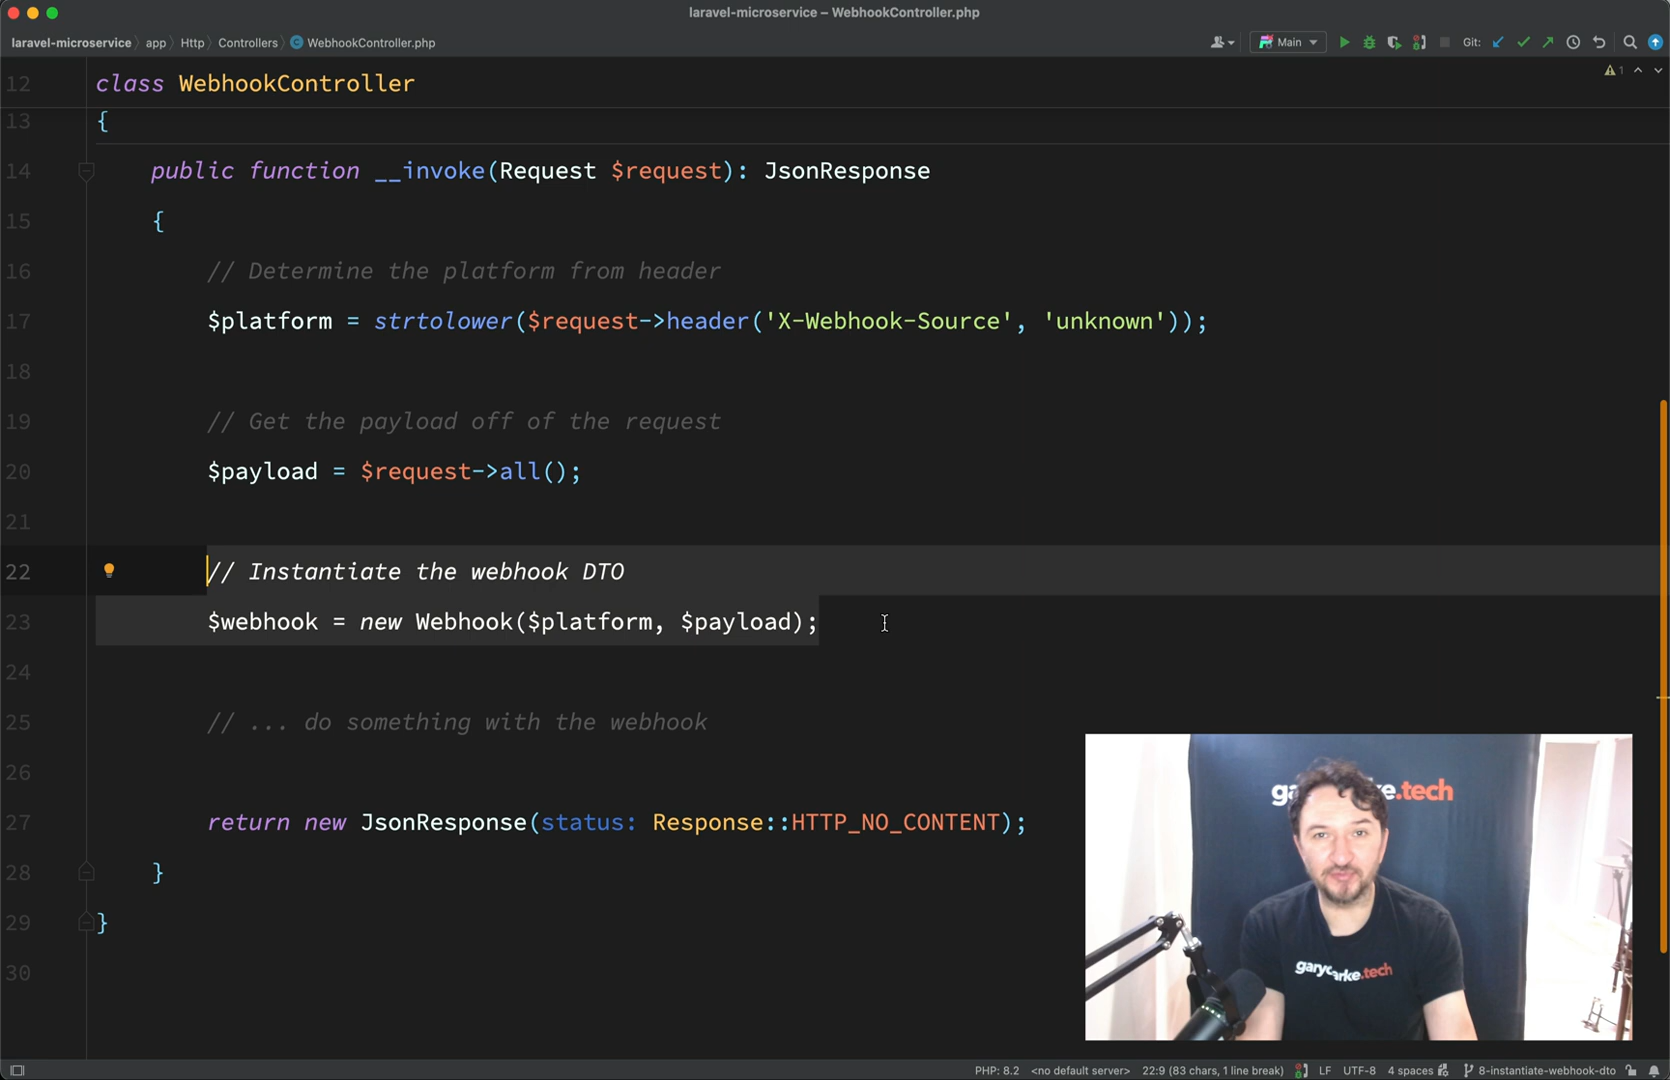 laravel-microservice – WebhookController.php
laravel-microservice app Http Controllers WebhookController.php
Main Git:
12 class WebhookController
1
13 {
14 public function __invoke(Request $request): JsonResponse
15 {
16 // Determine the platform from header
17 $platform = strtolower($request->header('X-Webhook-Source', 'unknown'));
18
19 // Get the payload off of the request
20 $payload = $request->all();
21
22 // Instantiate the webhook DTO
23 $webhook = new Webhook($platform, $payload);
24
25 // ... do something with the webhook
26
27 return new JsonResponse(status: Response::HTTP_NO_CONTENT);
28 }
29 }
30
PHP: 8.2 <no default server> 22:9 (83 chars, 1 line break) LF UTF-8 4 spaces 8-instantiate-webhook-dto